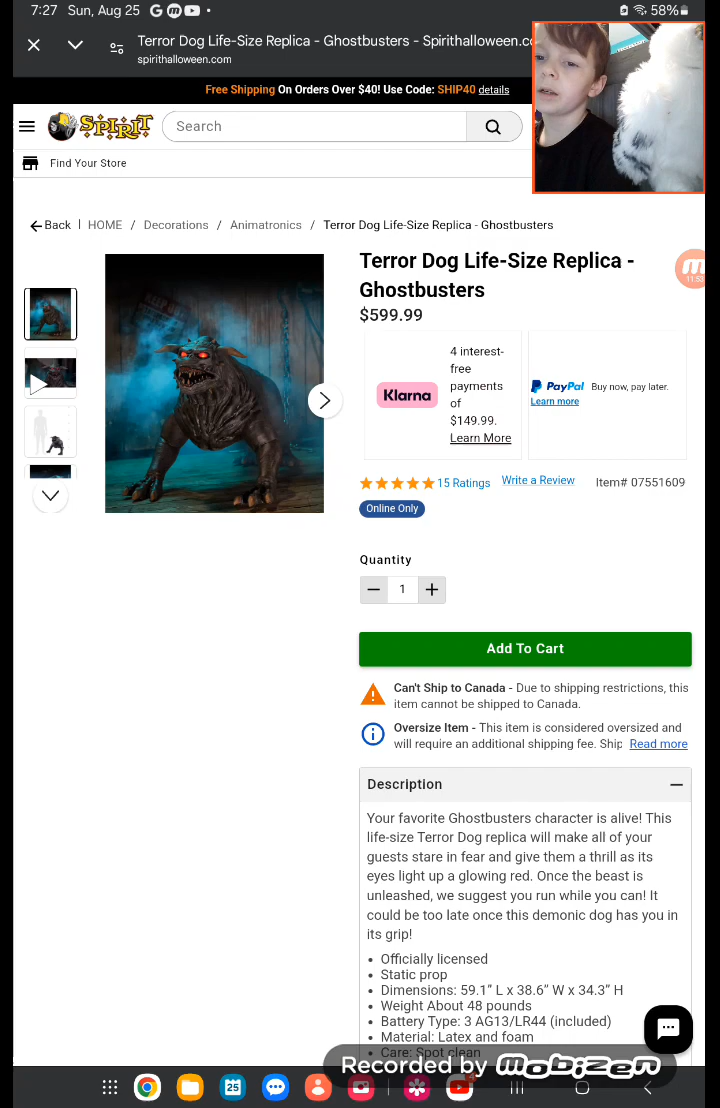 7:27 Sun, Aug 25 G
58%
Terror Dog Life-Size Replica - Ghostbusters - Spirithalloween.co
spirithalloween.com
Free Shipping On Orders Over $40! Use Code: SHIP40 details
SPIRIT
Search
Find Your Store
Back | HOME / Decorations / Animatronics / Terror Dog Life-Size Replica - Ghostbusters
Terror Dog Life-Size Replica -
Ghostbusters
$599.99
11:53
Klarna
4 interest-
free
payments
of
$149.99.
Learn More
PayPal Buy now, pay later.
Learn more
15 Ratings Write a Review Item# 07551609
Online Only
Quantity
− 1 +
Add To Cart
Can't Ship to Canada - Due to shipping restrictions, this
item cannot be shipped to Canada.
Oversize Item - This item is considered oversized and
will require an additional shipping fee. Ship Read more
Description
Your favorite Ghostbusters character is alive! This
life-size Terror Dog replica will make all of your
guests stare in fear and give them a thrill as its
eyes light up a glowing red. Once the beast is
unleashed, we suggest you run while you can! It
could be too late once this demonic dog has you in
its grip!
• Officially licensed
• Static prop
• Dimensions: 59.1” L x 38.6” W x 34.3” H
• Weight About 48 pounds
• Battery Type: 3 AG13/LR44 (included)
• Material: Latex and foam
• Care: Spot clean
Recorded by Mobizen
25